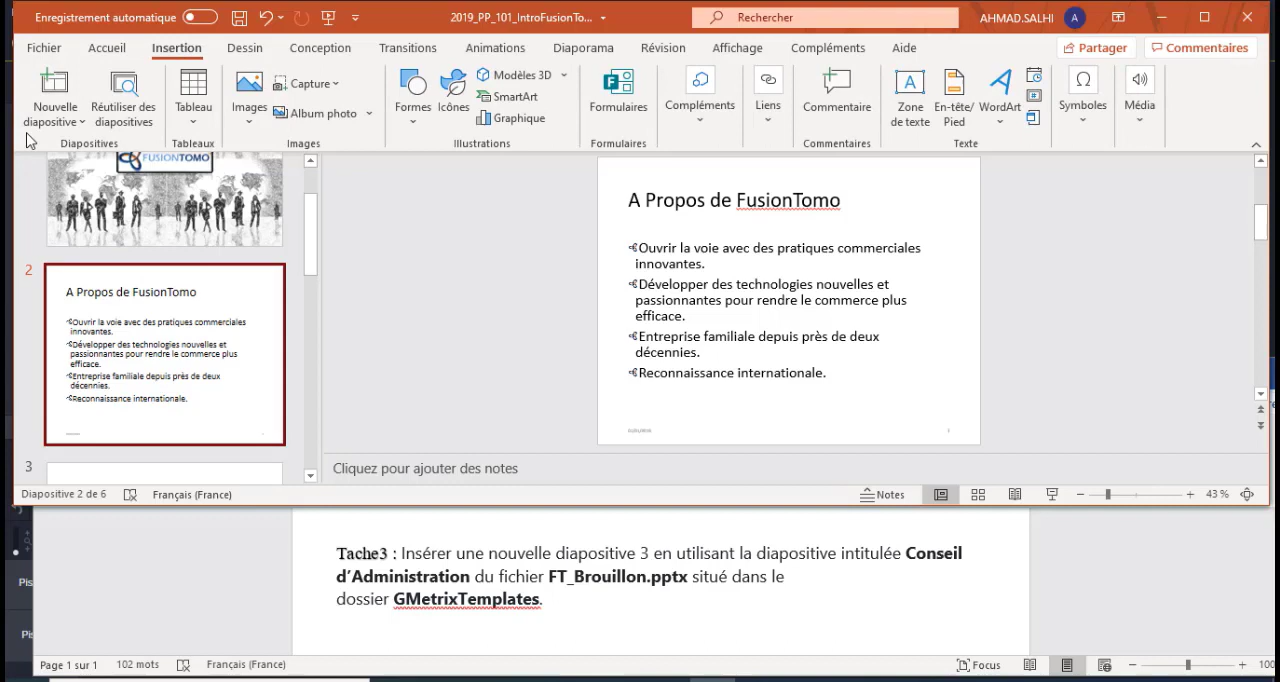 Enregistrement automatique
2019_PP_101_IntroFusionTo...
Rechercher
AHMAD.SALHI
A
Fichier Accueil Insertion Dessin Conception Transitions Animations Diaporama Révision Affichage Compléments Aide
Partager
Commentaires
Nouvelle diapositive
Réutiliser des diapositives
Diapositives
Tableau
Tableaux
Images
Capture
Album photo
Images
Formes
Icônes
Modèles 3D
SmartArt
Graphique
Illustrations
Formulaires
Formulaires
Compléments
Liens
Commentaire
Commentaires
Zone de texte
En-tête/ Pied
WordArt
Texte
Symboles
Média
FUSIONTOMO
2
A Propos de FusionTomo
Ouvrir la voie avec des pratiques commerciales
innovantes.
Développer des technologies nouvelles et
passionnantes pour rendre le commerce plus
efficace.
Entreprise familiale depuis près de deux
décennies.
Reconnaissance internationale.
3
A Propos de FusionTomo
Ouvrir la voie avec des pratiques commerciales
innovantes.
Développer des technologies nouvelles et
passionnantes pour rendre le commerce plus
efficace.
Entreprise familiale depuis près de deux
décennies.
Reconnaissance internationale.
Cliquez pour ajouter des notes
Diapositive 2 de 6
Français (France)
Notes
43 %
Tache3 : Insérer une nouvelle diapositive 3 en utilisant la diapositive intitulée Conseil
d’Administration du fichier FT_Brouillon.pptx situé dans le
dossier GMetrixTemplates.
Pis
Pi
Page 1 sur 1
102 mots
Français (France)
Focus
100